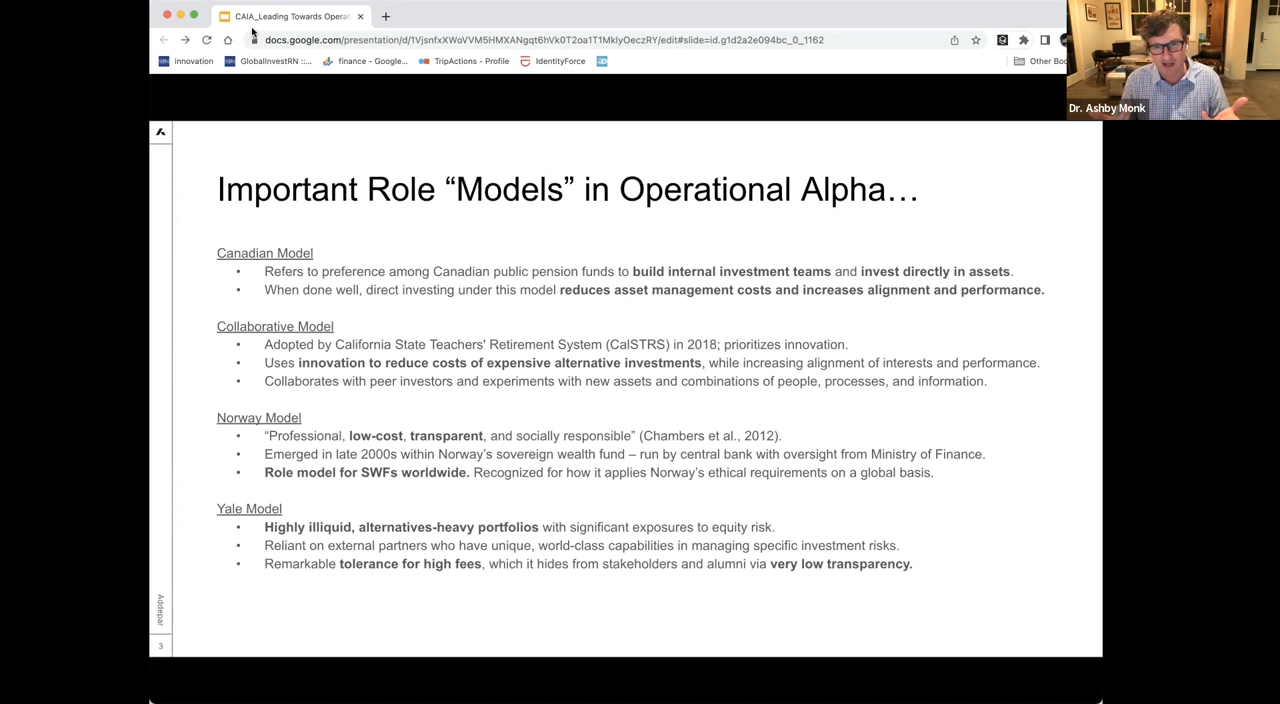 CAIA_Leading Towards Operat
docs.google.com/presentation/d/1VjsnfxXWoVVM5HMXANgqt6hVk0T2oa1T1MklyOeczRY/edit#slide=id.g1d2a2e094bc_0_1162
innovation
GlobalInvestRN ::...
finance - Google...
TripActions - Profile
IdentityForce
Other Boo
Dr. Ashby Monk
Important Role “Models” in Operational Alpha…
Canadian Model
• Refers to preference among Canadian public pension funds to build internal investment teams and invest directly in assets.
• When done well, direct investing under this model reduces asset management costs and increases alignment and performance.
Collaborative Model
• Adopted by California State Teachers' Retirement System (CalSTRS) in 2018; prioritizes innovation.
• Uses innovation to reduce costs of expensive alternative investments, while increasing alignment of interests and performance.
• Collaborates with peer investors and experiments with new assets and combinations of people, processes, and information.
Norway Model
• “Professional, low-cost, transparent, and socially responsible” (Chambers et al., 2012).
• Emerged in late 2000s within Norway’s sovereign wealth fund – run by central bank with oversight from Ministry of Finance.
• Role model for SWFs worldwide. Recognized for how it applies Norway’s ethical requirements on a global basis.
Yale Model
• Highly illiquid, alternatives-heavy portfolios with significant exposures to equity risk.
• Reliant on external partners who have unique, world-class capabilities in managing specific investment risks.
• Remarkable tolerance for high fees, which it hides from stakeholders and alumni via very low transparency.
Addepar
3